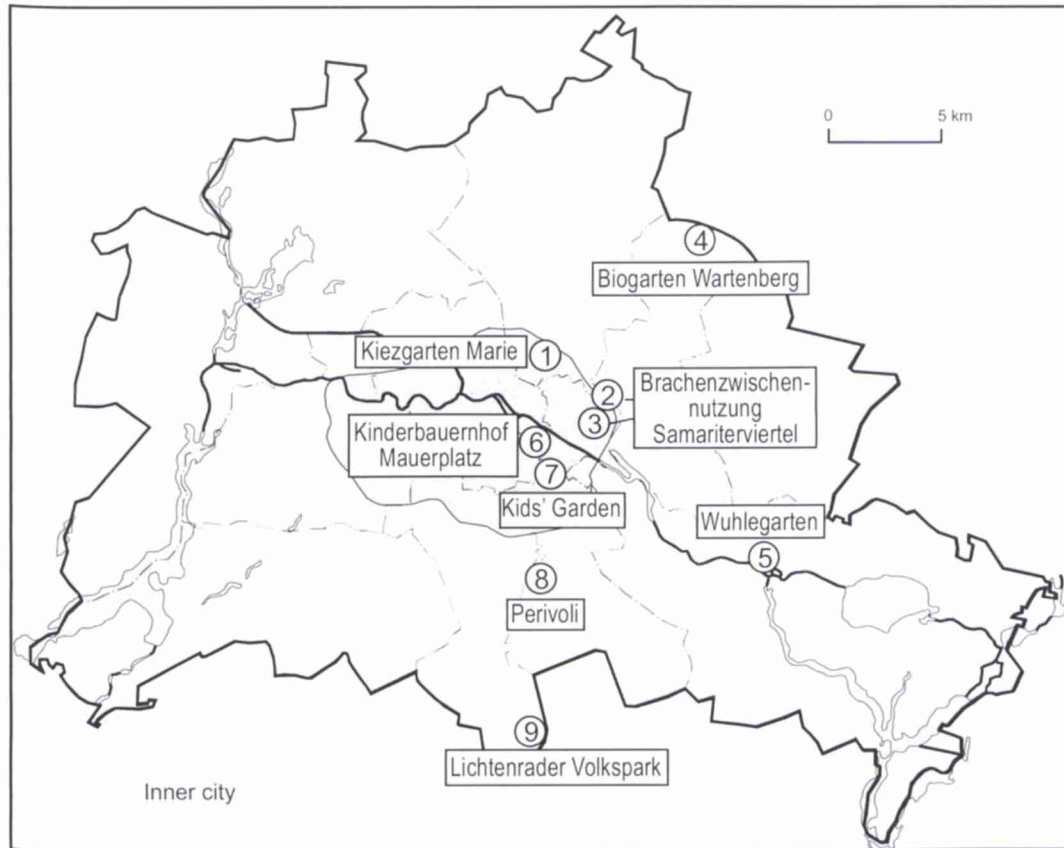 0 5 km
4
Biogarten Wartenberg
Kiezgarten Marie 1
2
3
Brachenzwischen-
nutzung
Samariterviertel
Kinderbauernhof
Mauerplatz
6
7
Kids' Garden
Wuhlegarten
5
8
Perivoli
9
Lichtenrader Volkspark
Inner city